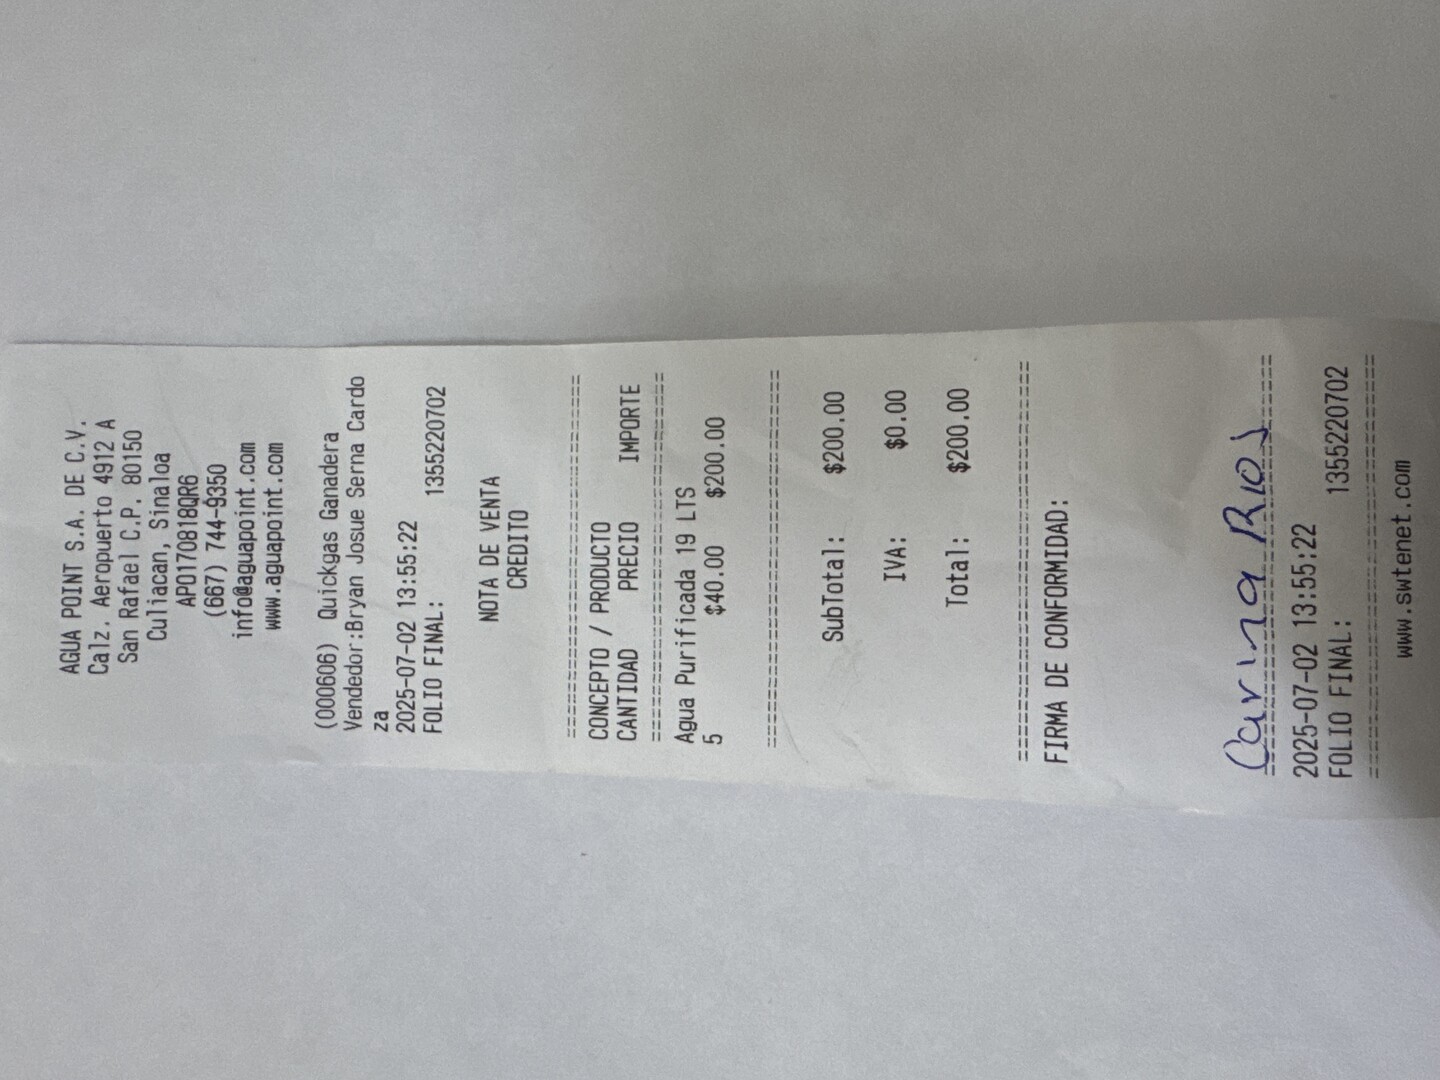 AGUA POINT S.A. DE C.V.
Calz. Aeropuerto 4912 A
San Rafael C.P. 80150
Culiacan, Sinaloa
APO170818QR6
(667) 744-9350
info@aguapoint.com
www.aguapoint.com
(000606) Quickgas Ganadera
Vendedor:Bryan Josue Serna Cardo
za
2025-07-02 13:55:22
FOLIO FINAL: 1355220702
NOTA DE VENTA
CREDITO
================================
CONCEPTO / PRODUCTO
CANTIDAD PRECIO IMPORTE
================================
Agua Purificada 19 LTS
5 $40.00 $200.00
================================
SubTotal: $200.00
IVA: $0.00
Total: $200.00
================================
FIRMA DE CONFORMIDAD:
Carina Rios
================================
2025-07-02 13:55:22
FOLIO FINAL: 1355220702
================================
www.swtenet.com